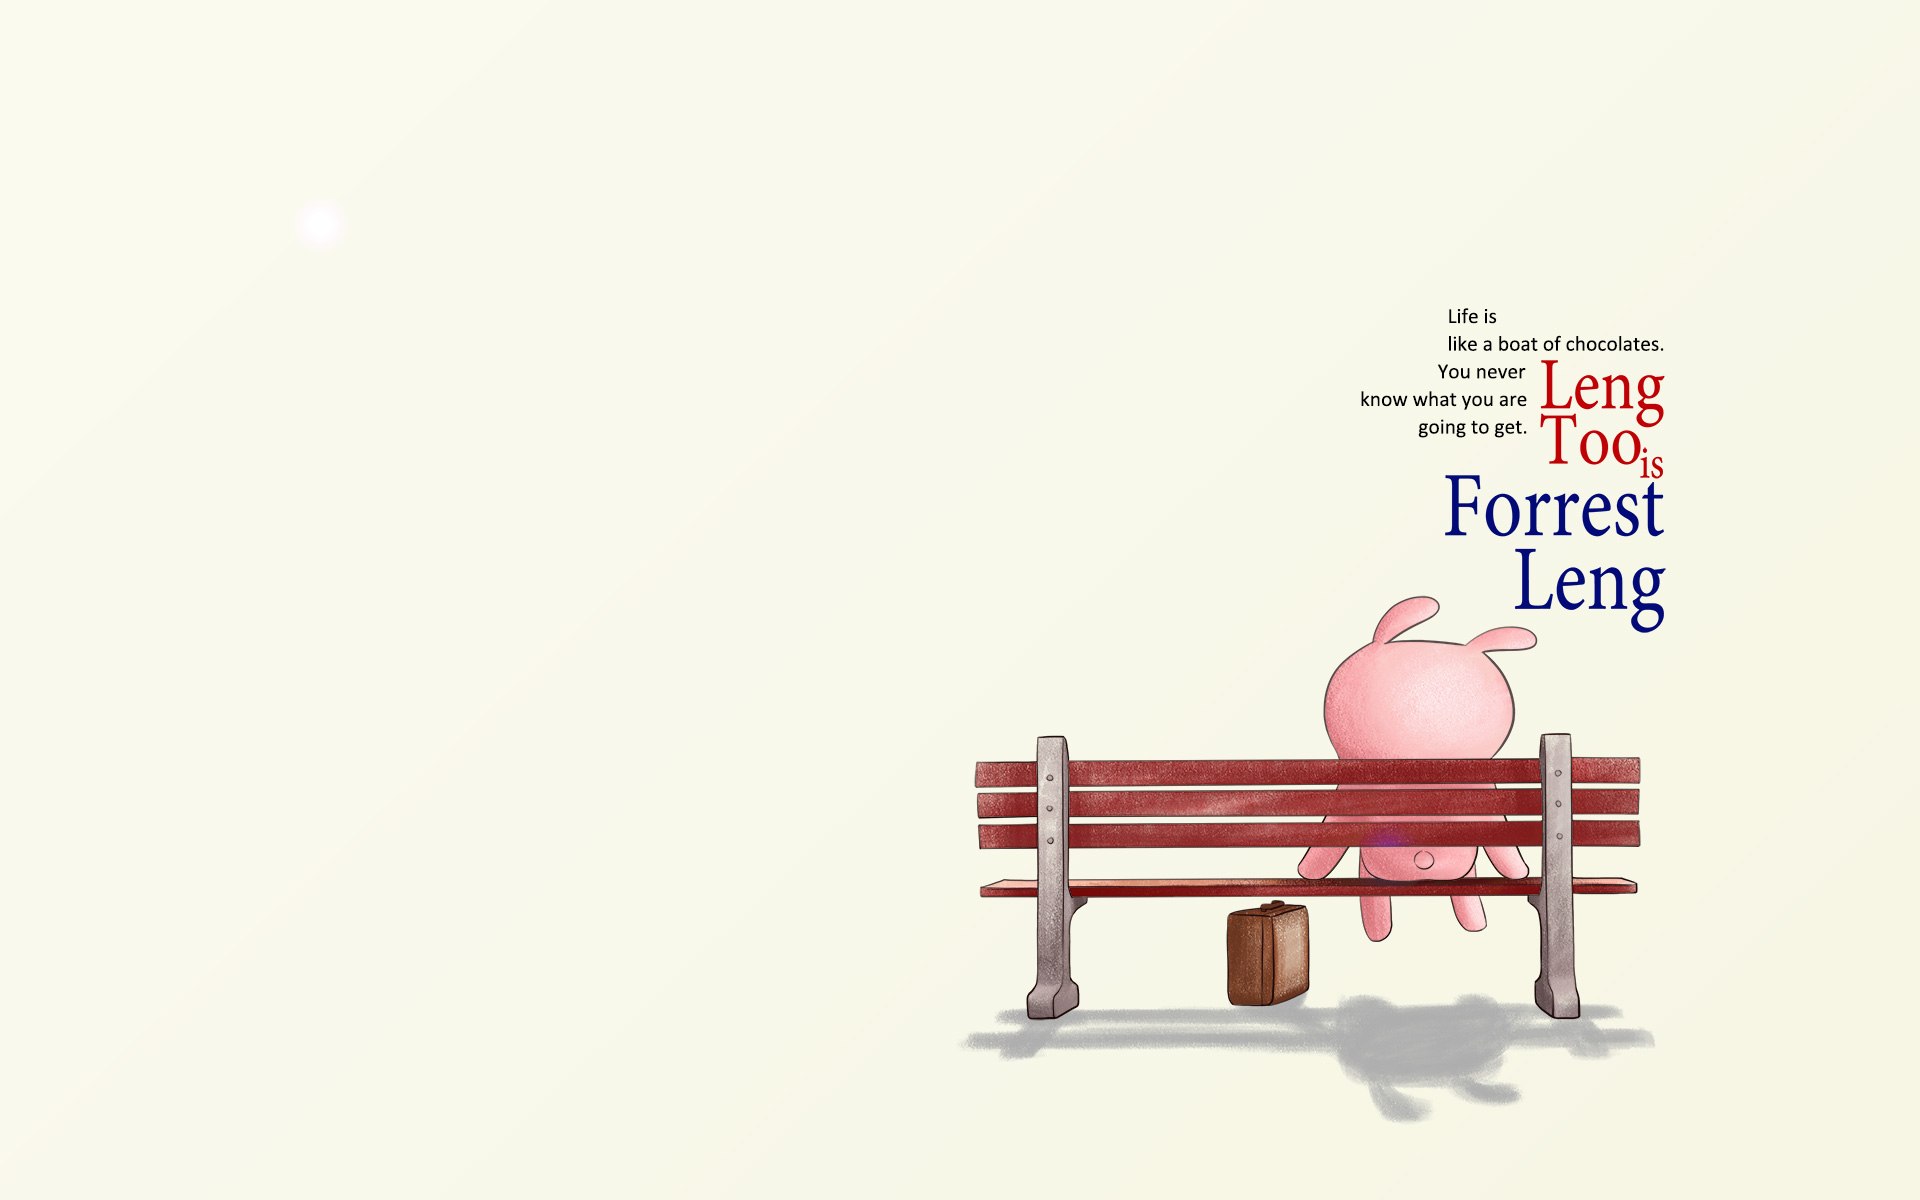 Life is
like a boat of chocolates.
You never
know what you are
going to get.
Leng
Too is
Forrest
Leng